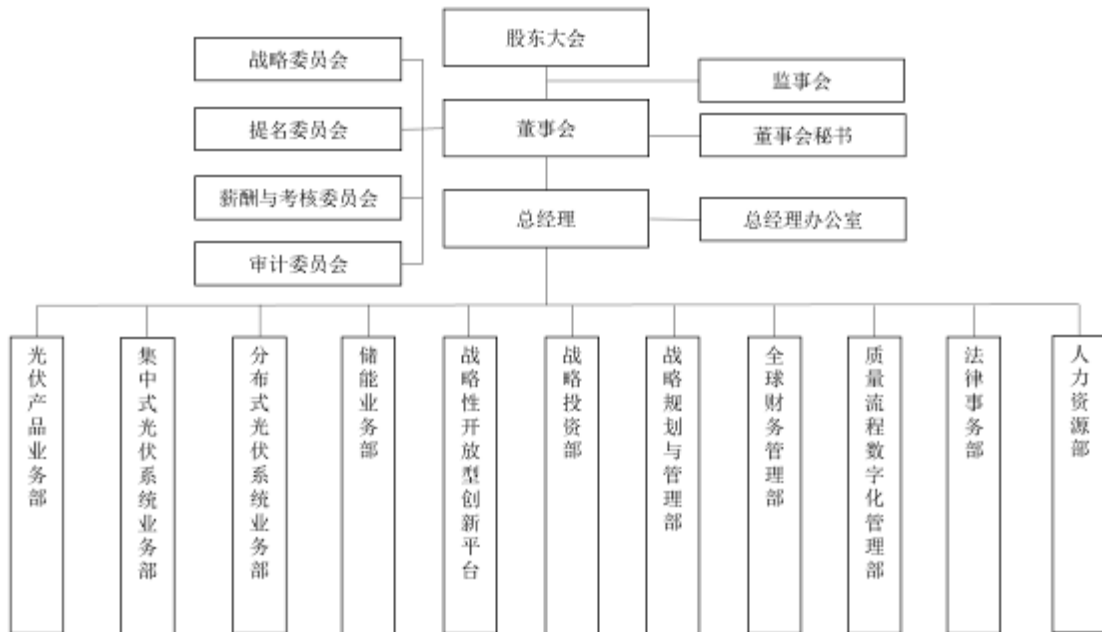 股东大会
战略委员会
监事会
提名委员会
董事会
董事会秘书
薪酬与考核委员会
总经理
总经理办公室
审计委员会
光伏产品业务部
集中式光伏系统业务部
分布式光伏系统业务部
储能业务部
战略性开放型创新平台
战略投资部
战略规划与管理部
全球财务管理部
质量流程数字化管理部
法律事务部
人力资源部